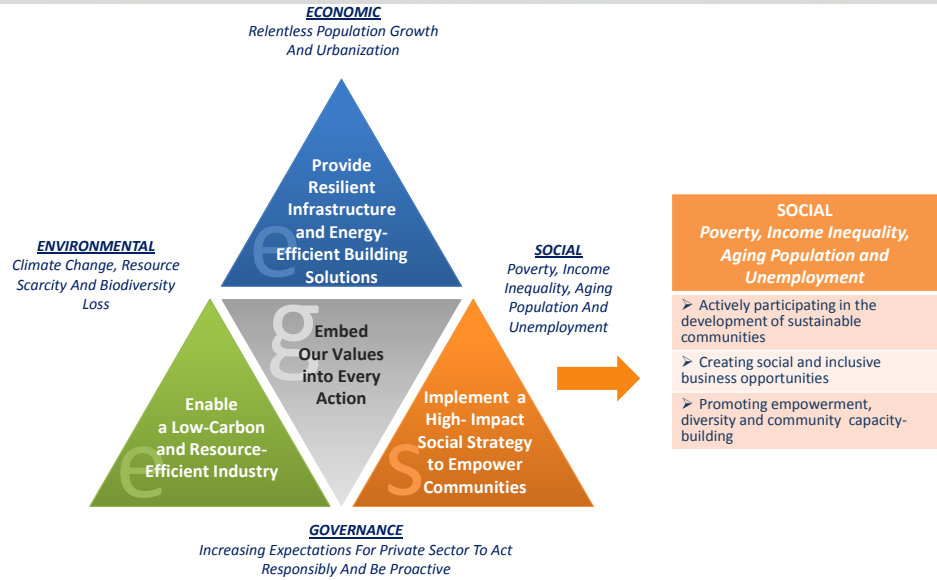 ECONOMIC
Relentless Population Growth
And Urbanization
Provide
Resilient
Infrastructure
and Energy-
Efficient Building
Solutions
e
ENVIRONMENTAL
Climate Change, Resource
Scarcity And Biodiversity
Loss
SOCIAL
Poverty, Income
Inequality, Aging
Population And
Unemployment
g
Embed
Our Values
into Every
Action
Enable
a Low-Carbon
and Resource-
Efficient Industry
e
Implement  a
High- Impact
Social Strategy
to Empower
Communities
s
GOVERNANCE
Increasing Expectations For Private Sector To Act
Responsibly And Be Proactive
SOCIAL
Poverty, Income Inequality,
Aging Population and
Unemployment
➢ Actively participating in the
development of sustainable
communities
➢ Creating social and inclusive
business opportunities
➢ Promoting empowerment,
diversity and community  capacity-
building